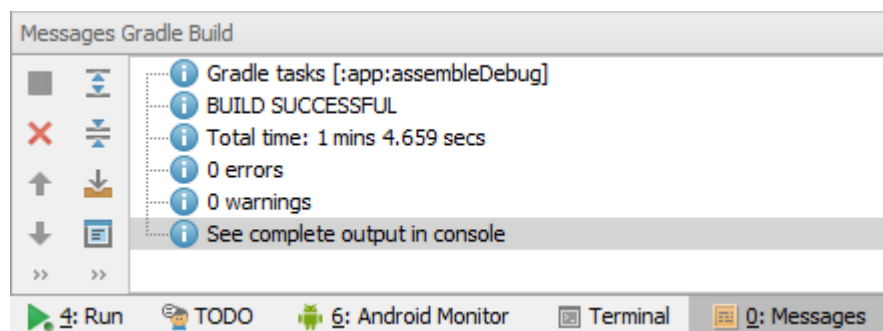 Messages Gradle Build
Gradle tasks [:app:assembleDebug]
BUILD SUCCESSFUL
Total time: 1 mins 4.659 secs
0 errors
0 warnings
See complete output in console
4: Run TODO 6: Android Monitor Terminal 0: Messages